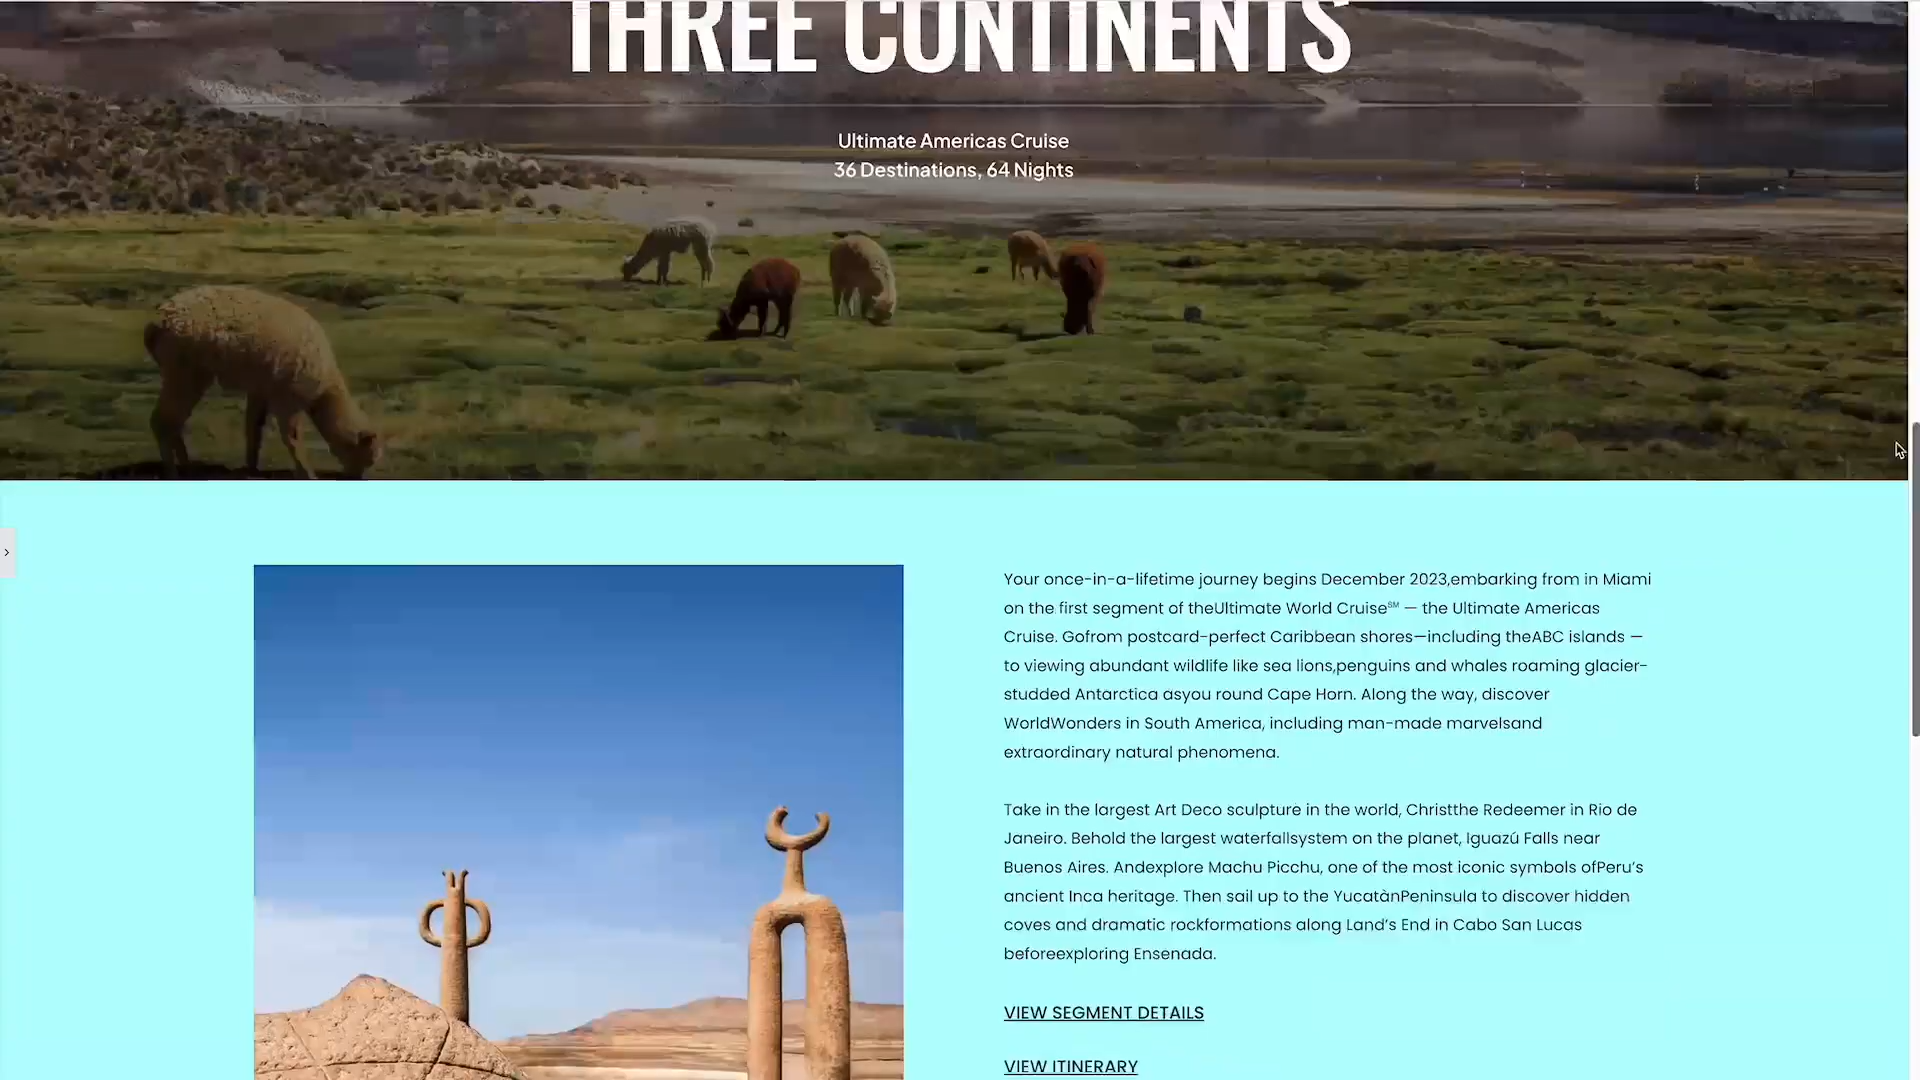 THREE CONTINENTS
Ultimate Americas Cruise
36 Destinations, 64 Nights
Your once-in-a-lifetime journey begins December 2023,embarking from in Miami
on the first segment of theUltimate World Cruise℠ — the Ultimate Americas
Cruise. Gofrom postcard-perfect Caribbean shores—including theABC islands —
to viewing abundant wildlife like sea lions,penguins and whales roaming glacier-
studded Antarctica asyou round Cape Horn. Along the way, discover
WorldWonders in South America, including man-made marvelsand
extraordinary natural phenomena.
Take in the largest Art Deco sculpture in the world, Christthe Redeemer in Rio de
Janeiro. Behold the largest waterfallsystem on the planet, Iguazú Falls near
Buenos Aires. Andexplore Machu Picchu, one of the most iconic symbols ofPeru’s
ancient Inca heritage. Then sail up to the YucatànPeninsula to discover hidden
coves and dramatic rockformations along Land’s End in Cabo San Lucas
beforeexploring Ensenada.
VIEW SEGMENT DETAILS
VIEW ITINERARY